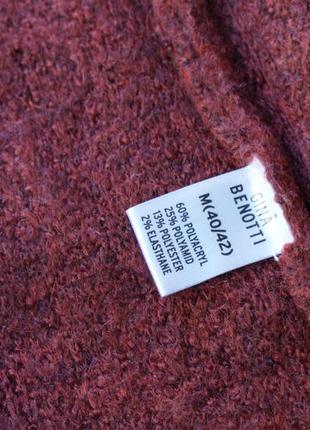 GINA
BENOTTI
M(40/42)
60% POLYACRYL
25% POLYAMID
13% POLYESTER
2% ELASTHANE